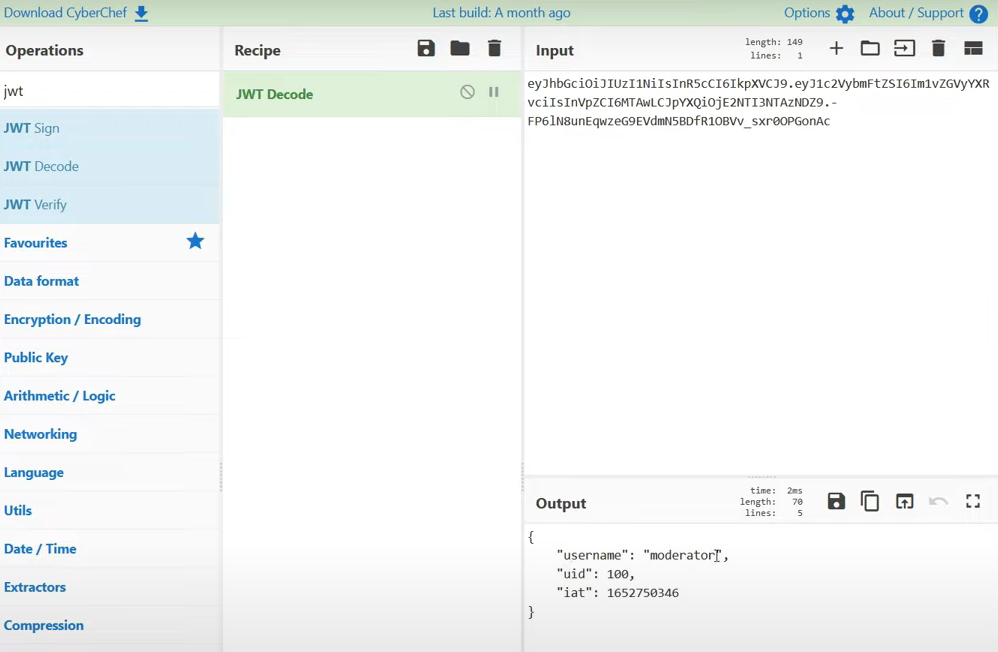 Download CyberChef
Last build: A month ago
Options
About / Support
Operations
Recipe
Input
length: 149
lines: 1
jwt
JWT Sign
JWT Decode
JWT Verify
Favourites
Data format
Encryption / Encoding
Public Key
Arithmetic / Logic
Networking
Language
Utils
Date / Time
Extractors
Compression
JWT Decode
eyJhbGciOiJIUzI1NiIsInR5cCI6IkpXVCJ9.eyJ1c2VybmFtZSI6Im1vZGVyYXR
vciIsInVpZCI6MTAwLCJpYXQiOjE2NTI3NTAzNDZ9.-
FP6lN8unEqwzeG9EVdmN5BDfR1OBVv_sxr0OPGonAc
Output
time: 2ms
length: 70
lines: 5
{
"username": "moderator",
"uid": 100,
"iat": 1652750346
}